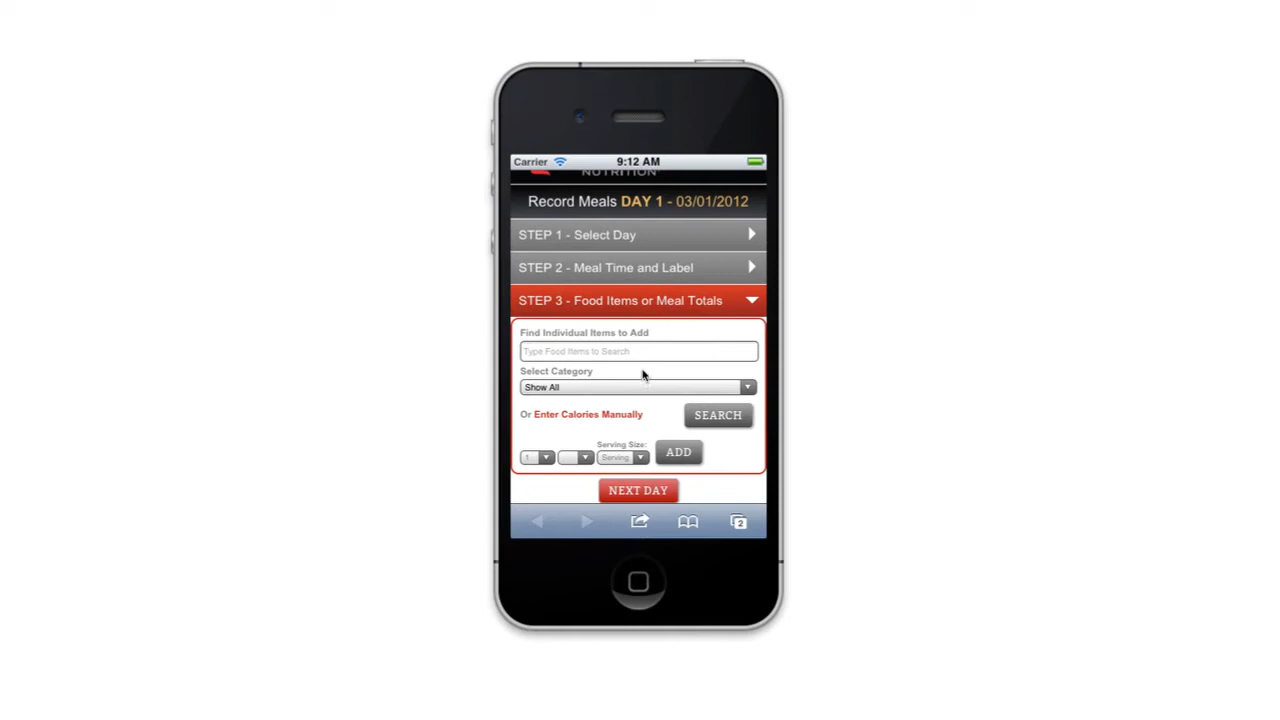 Carrier 9:12 AM
NUTRITION
Record Meals DAY 1 - 03/01/2012
STEP 1 - Select Day
STEP 2 - Meal Time and Label
STEP 3 - Food Items or Meal Totals
Find Individual Items to Add
Type Food Items to Search
Select Category
Show All
Or Enter Calories Manually SEARCH
Serving Size:
1 Serving ADD
NEXT DAY
2